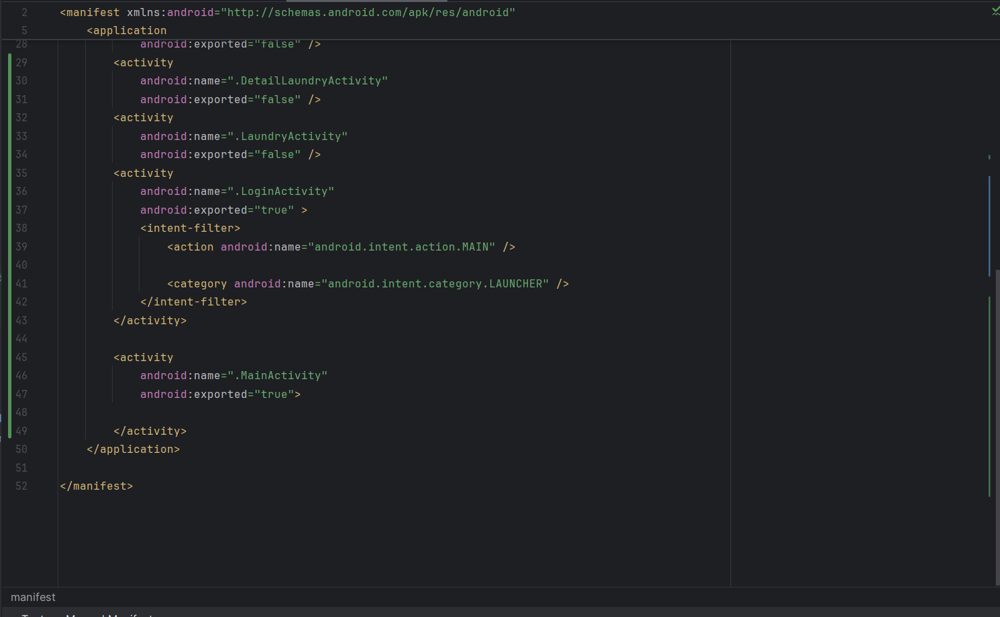 2 <manifest xmlns:android="http://schemas.android.com/apk/res/android"
5 <application
28 android:exported="false" />
29 <activity
30 android:name=".DetailLaundryActivity"
31 android:exported="false" />
32 <activity
33 android:name=".LaundryActivity"
34 android:exported="false" />
35 <activity
36 android:name=".LoginActivity"
37 android:exported="true" >
38 <intent-filter>
39 <action android:name="android.intent.action.MAIN" />
40
41 <category android:name="android.intent.category.LAUNCHER" />
42 </intent-filter>
43 </activity>
44
45 <activity
46 android:name=".MainActivity"
47 android:exported="true">
48
49 </activity>
50 </application>
51
52 </manifest>
manifest